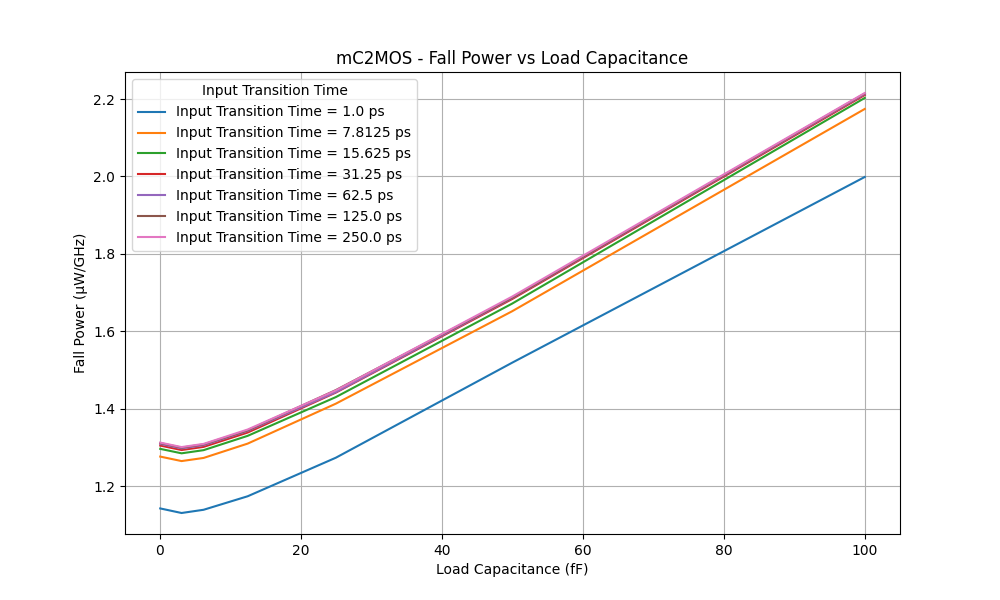 mC2MOS - Fall Power vs Load Capacitance
Input Transition Time
Input Transition Time = 1.0 ps
Input Transition Time = 7.8125 ps
Input Transition Time = 15.625 ps
Input Transition Time = 31.25 ps
Input Transition Time = 62.5 ps
Input Transition Time = 125.0 ps
Input Transition Time = 250.0 ps
Fall Power (μW/GHz)
2.2
2.0
1.8
1.6
1.4
1.2
0 20 40 60 80 100
Load Capacitance (fF)